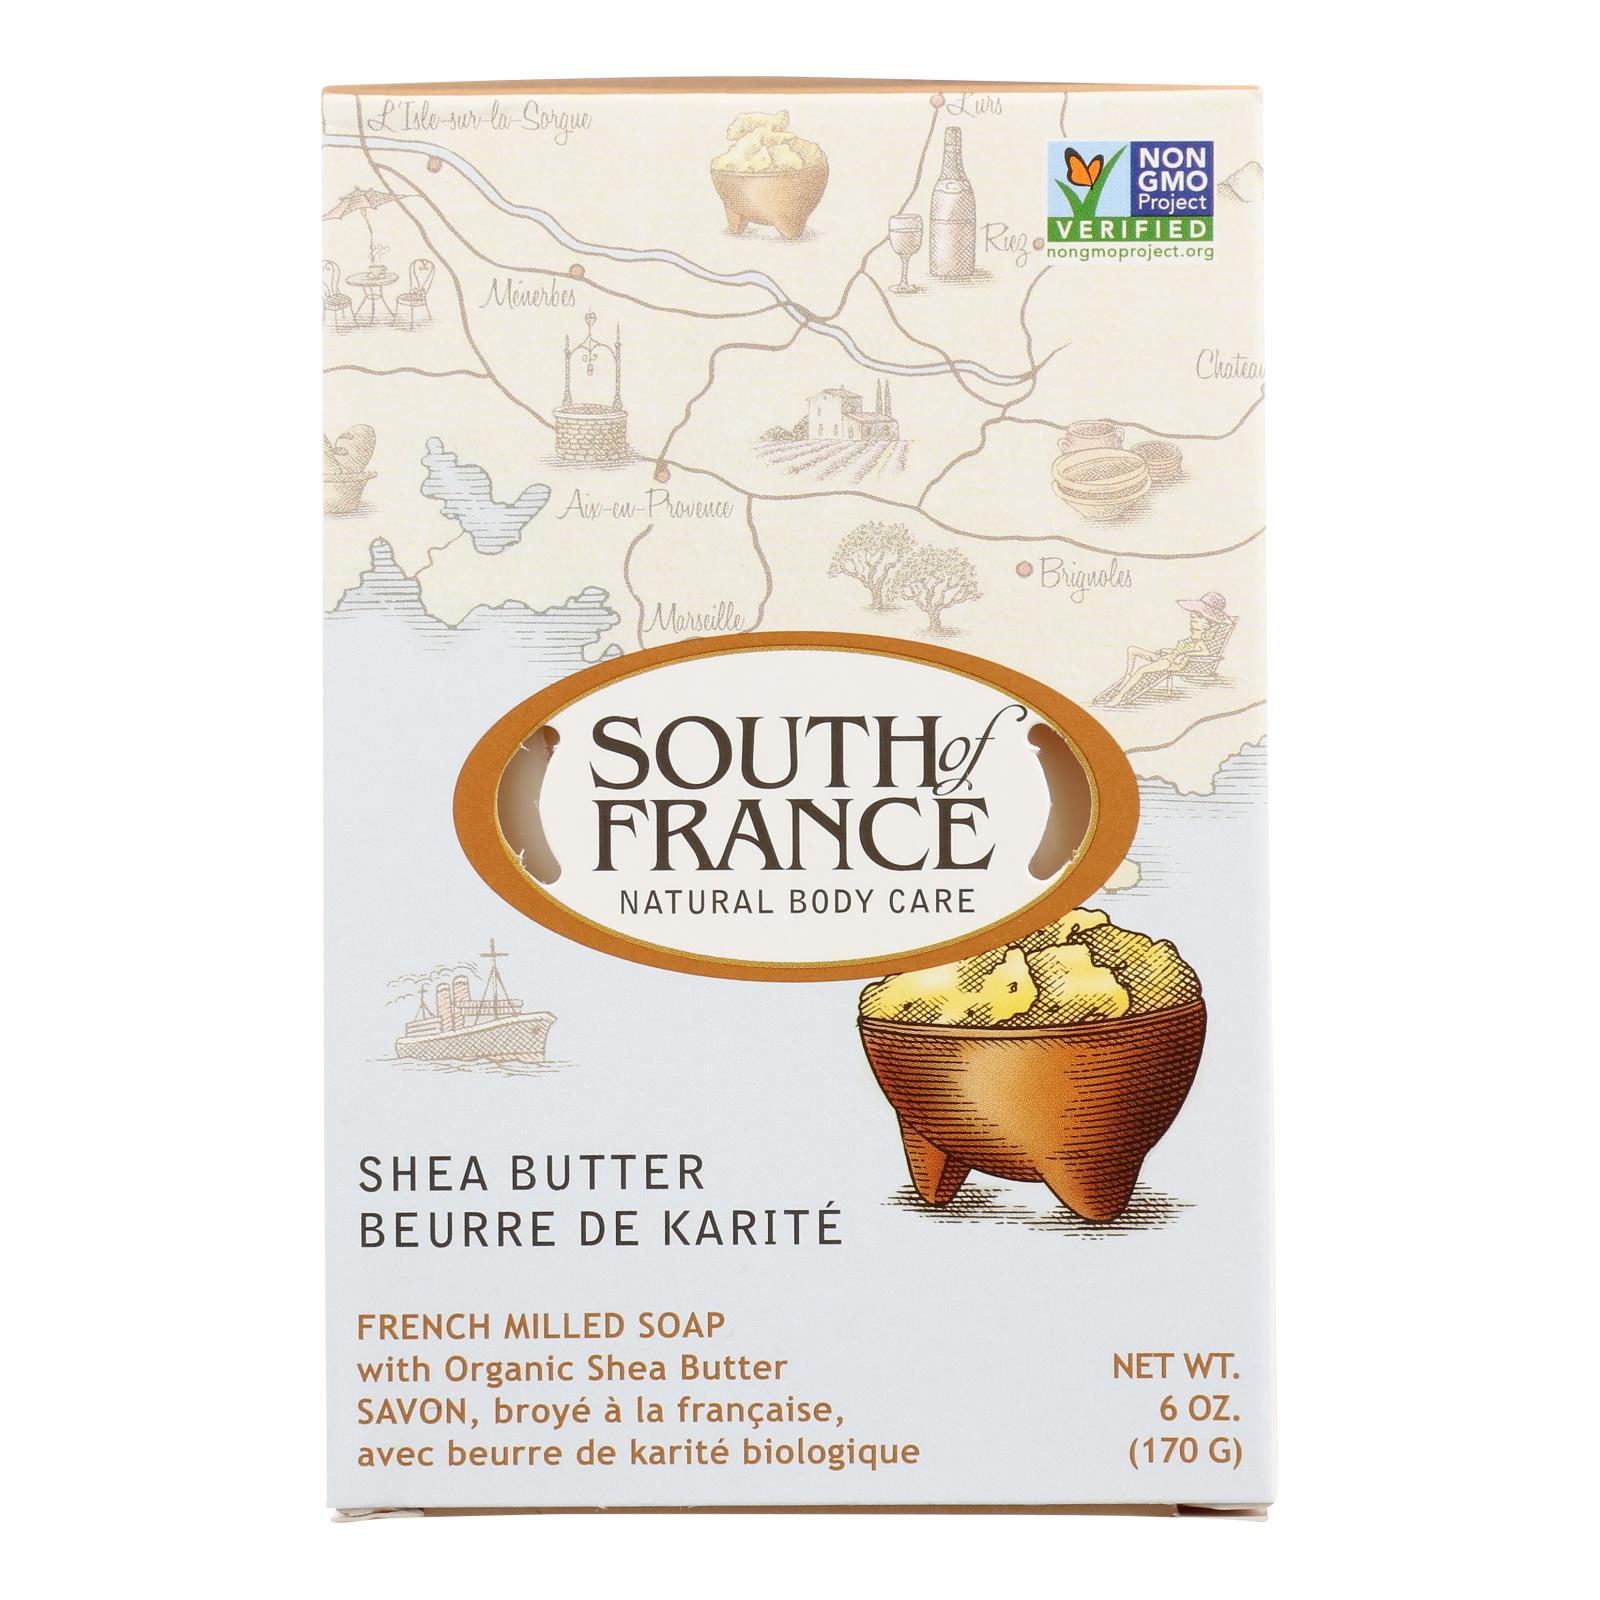 L'Isle-sur-la-Sorgue
Lurs
NON
GMO
Project
VERIFIED
nongmoproject.org
Riez
Ménerbes
Chateau
Aix-en-Provence
Brignoles
Marseille
SOUTH of
FRANCE
NATURAL BODY CARE
SHEA BUTTER
BEURRE DE KARITÉ
FRENCH MILLED SOAP
with Organic Shea Butter
SAVON, broyé à la française,
avec beurre de karité biologique
NET WT.
6 OZ.
(170 G)